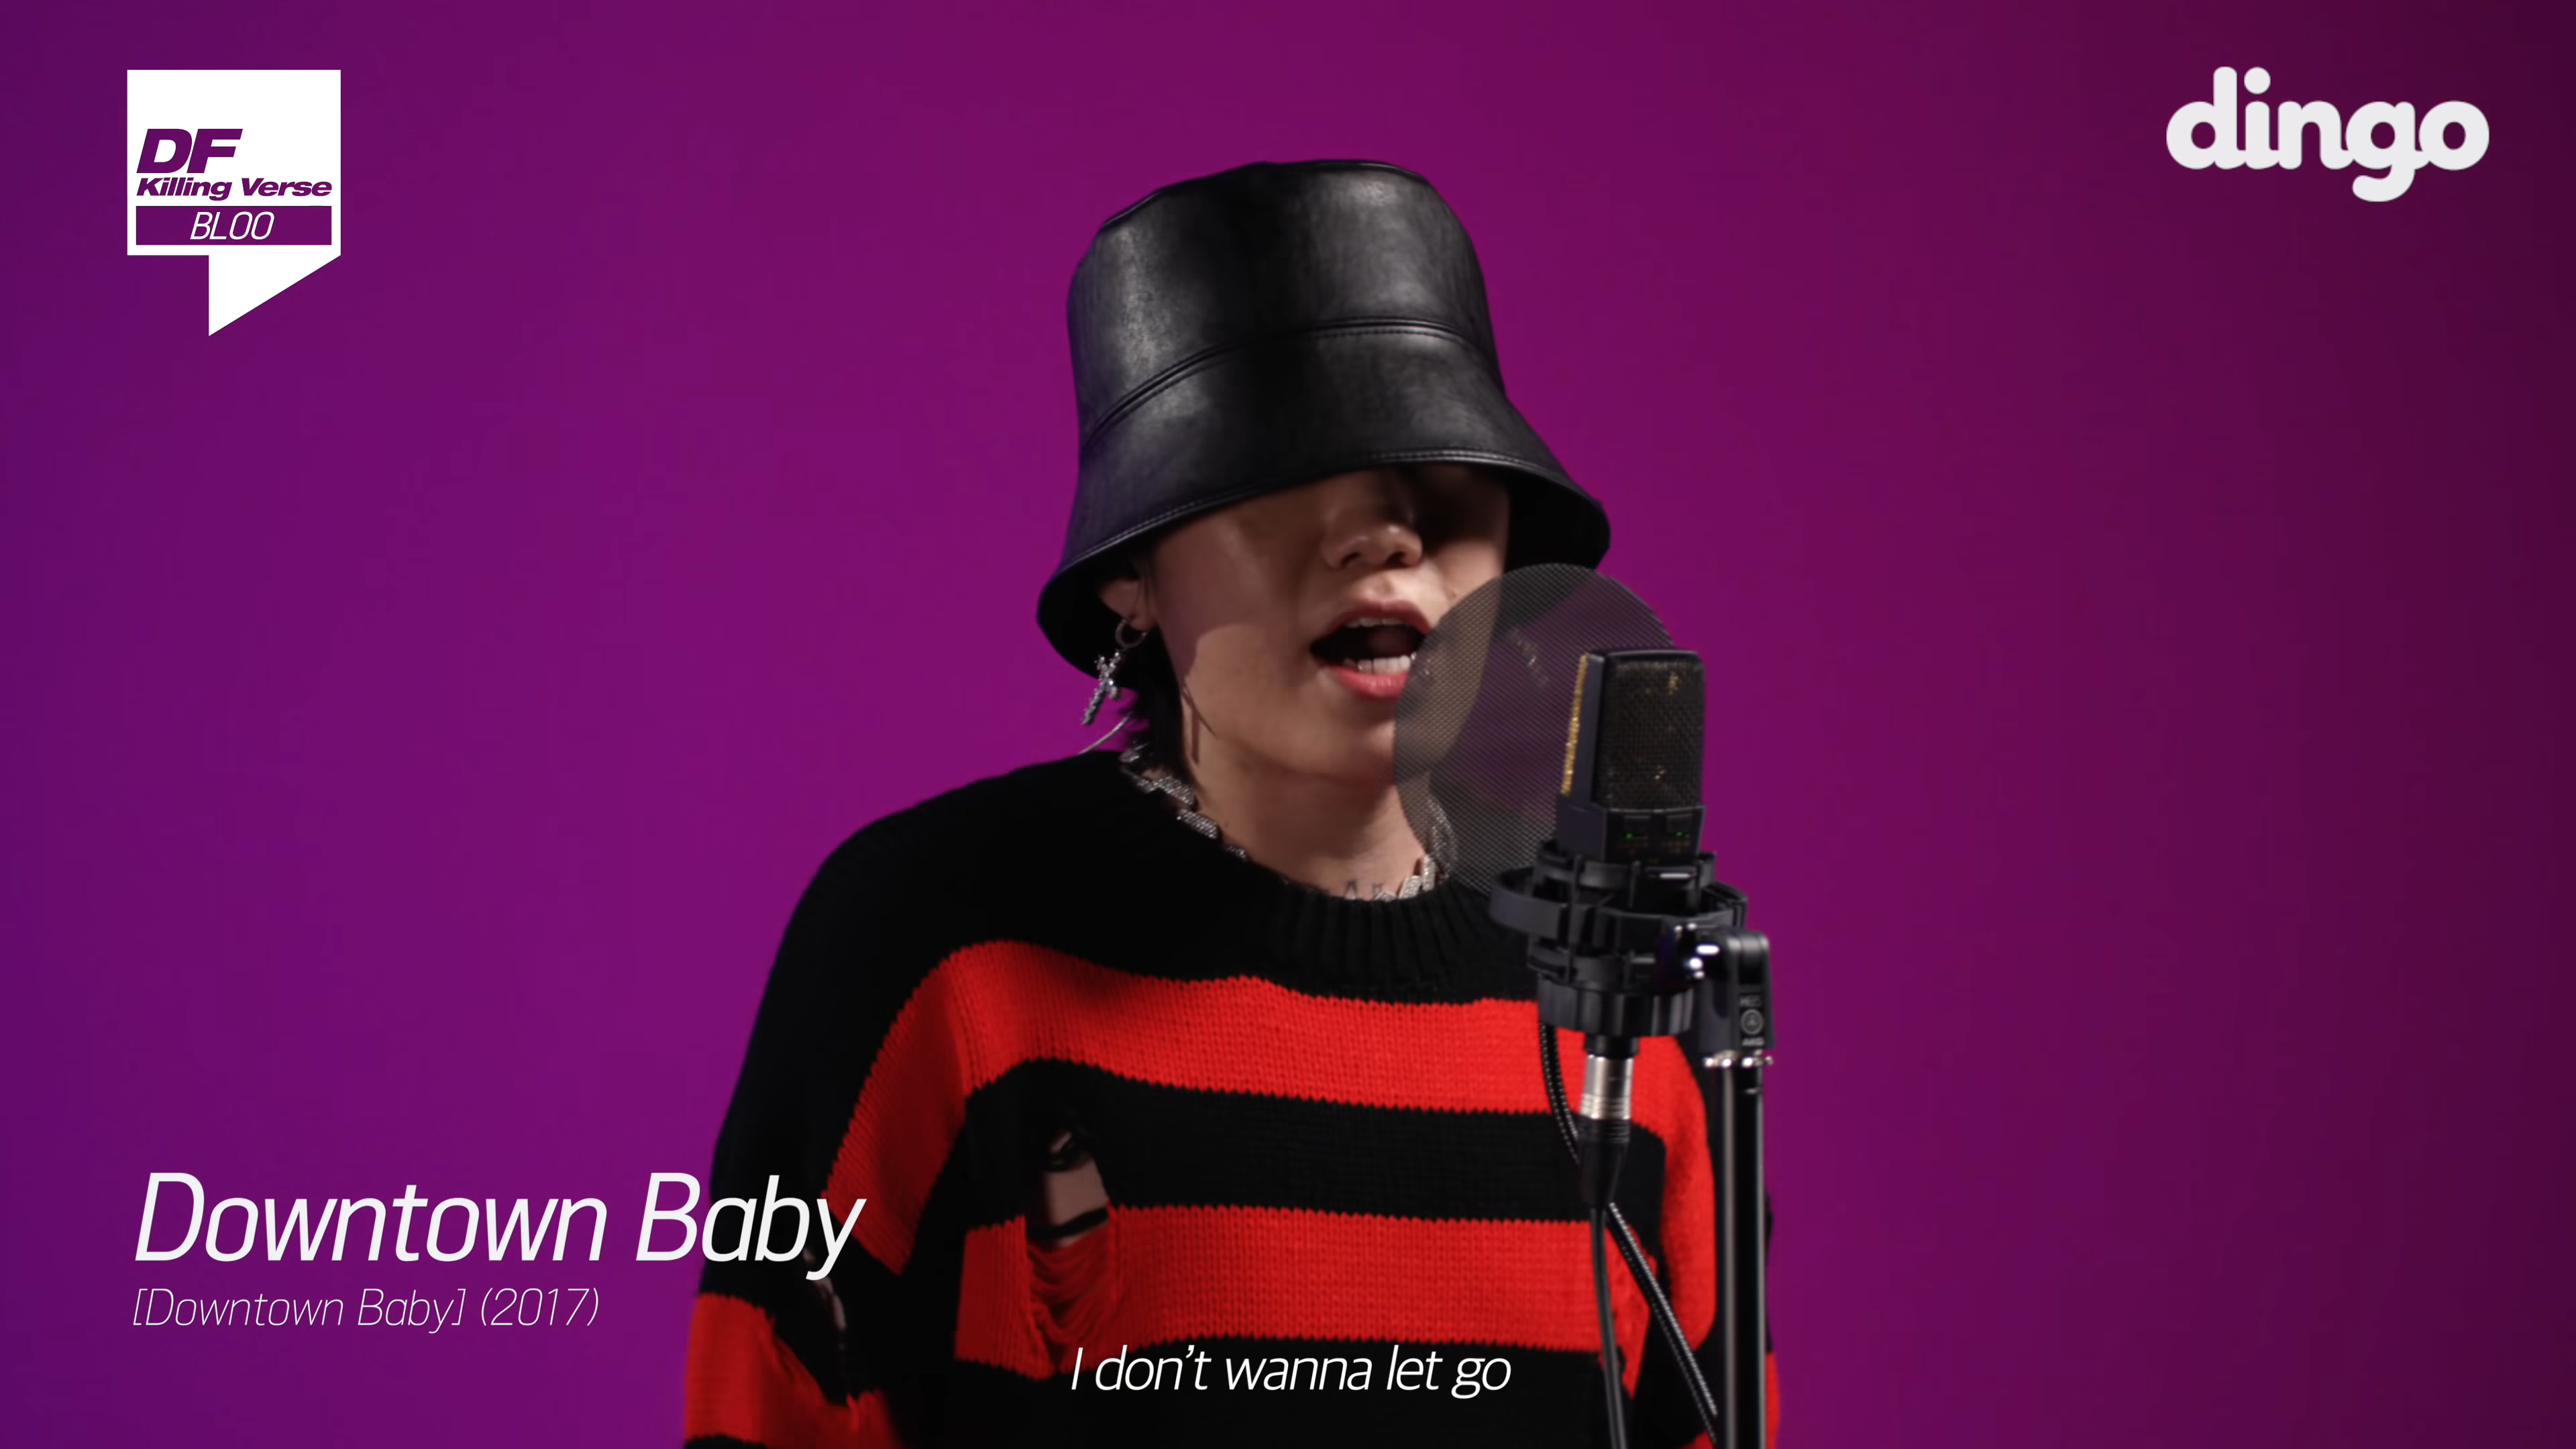 DF
Killing Verse
BLOO
dingo
Downtown Baby
[Downtown Baby] (2017)
I don't wanna let go